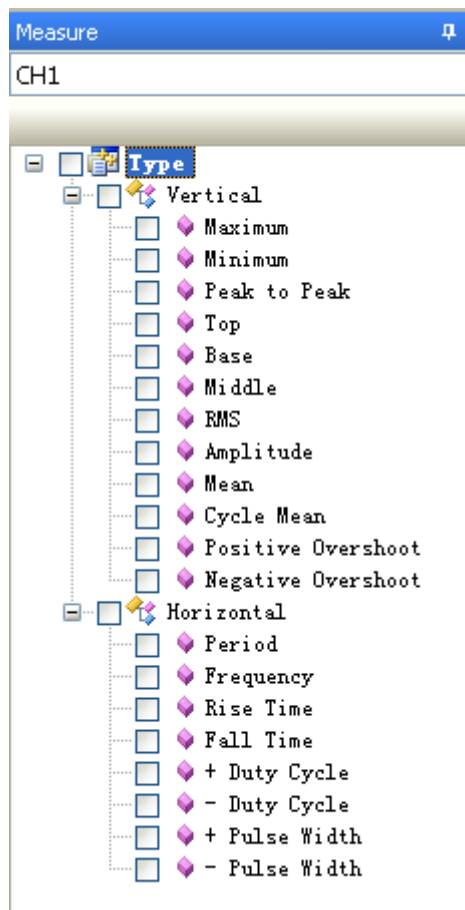 Measure
CH1
Type
Vertical
Maximum
Minimum
Peak to Peak
Top
Base
Middle
RMS
Amplitude
Mean
Cycle Mean
Positive Overshoot
Negative Overshoot
Horizontal
Period
Frequency
Rise Time
Fall Time
+ Duty Cycle
- Duty Cycle
+ Pulse Width
- Pulse Width